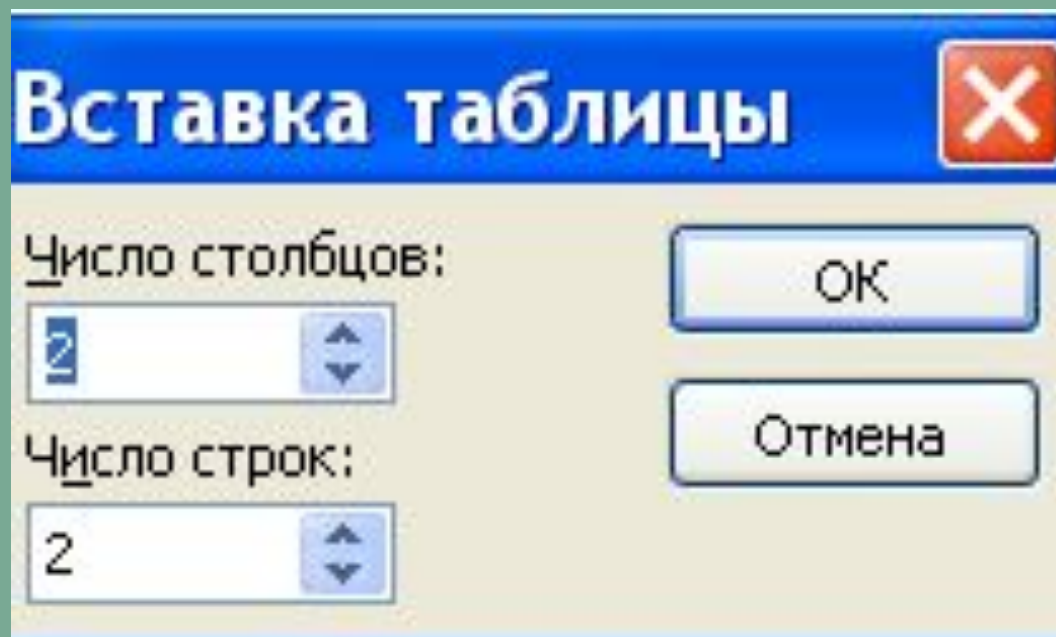 Вставка таблицы
Число столбцов:
2
ОК
Отмена
Число строк:
2